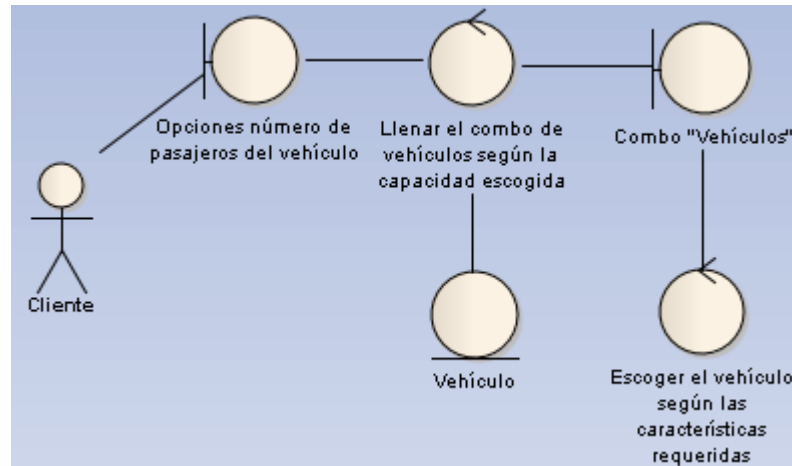 Opciones número de
pasajeros del vehículo
Llenar el combo de
vehículos según la
capacidad escogida
Combo "Vehículos"
Cliente
Vehículo
Escoger el vehículo
según las
características
requeridas